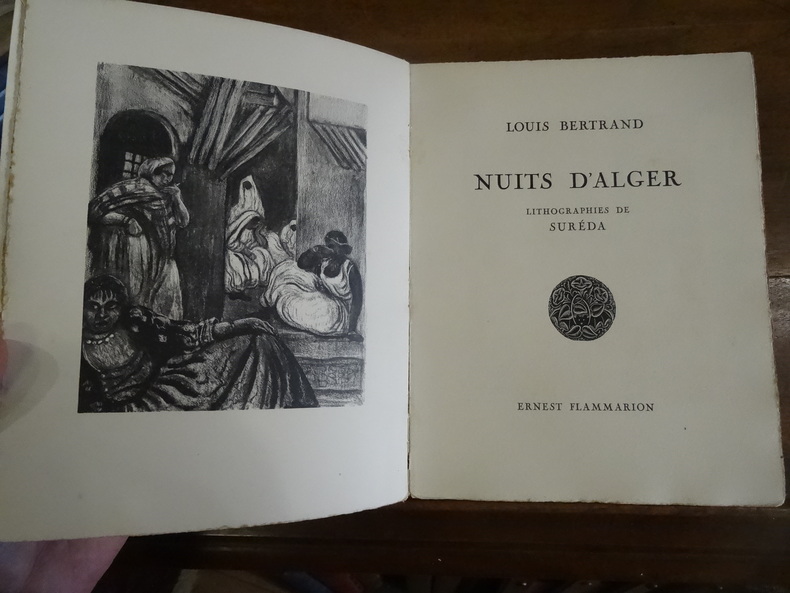 LOUIS BERTRAND
NUITS D'ALGER
LITHOGRAPHIES DE
SURÉDA
ERNEST FLAMMARION